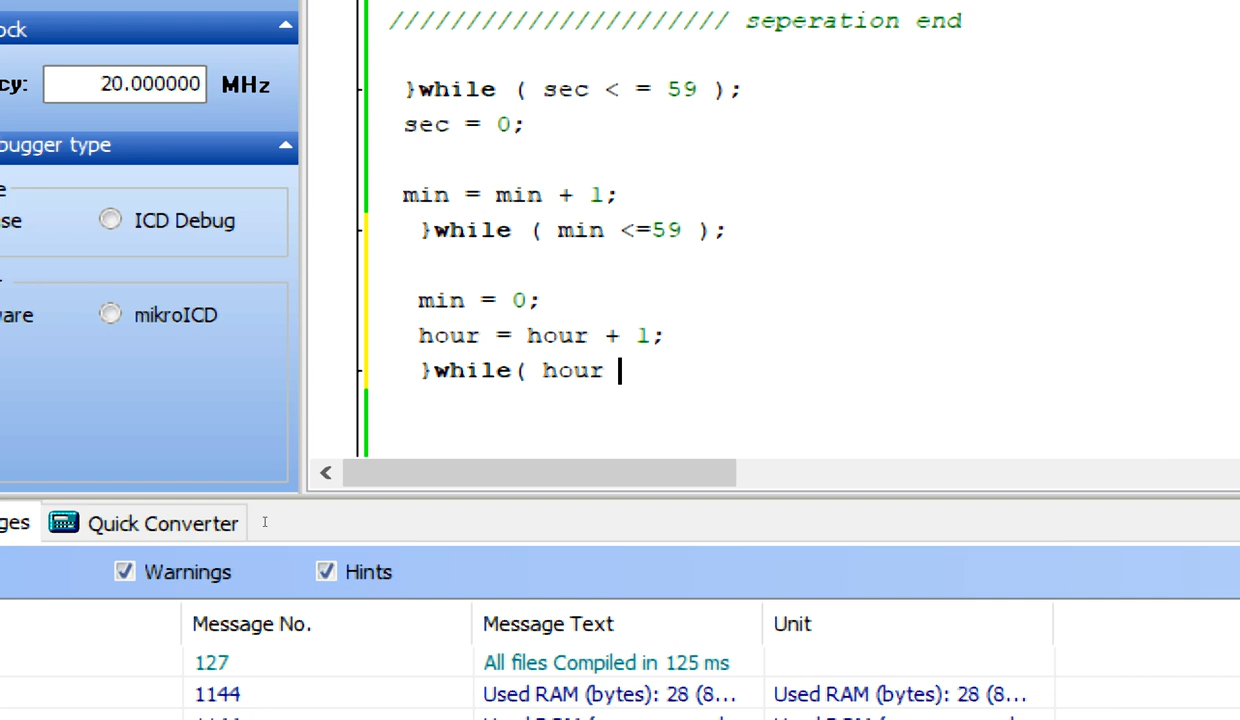 ////////////////////// seperation end
ock
cy: 20.000000 MHz
}while ( sec < = 59 );
sec = 0;
bugger type
e
min = min + 1;
se ICD Debug
}while ( min <=59 );
r
min = 0;
are mikroICD
hour = hour + 1;
}while( hour
<
ges Quick Converter
Warnings Hints
Message No. Message Text Unit
127 All files Compiled in 125 ms
1144 Used RAM (bytes): 28 (8... Used RAM (bytes): 28 (8...